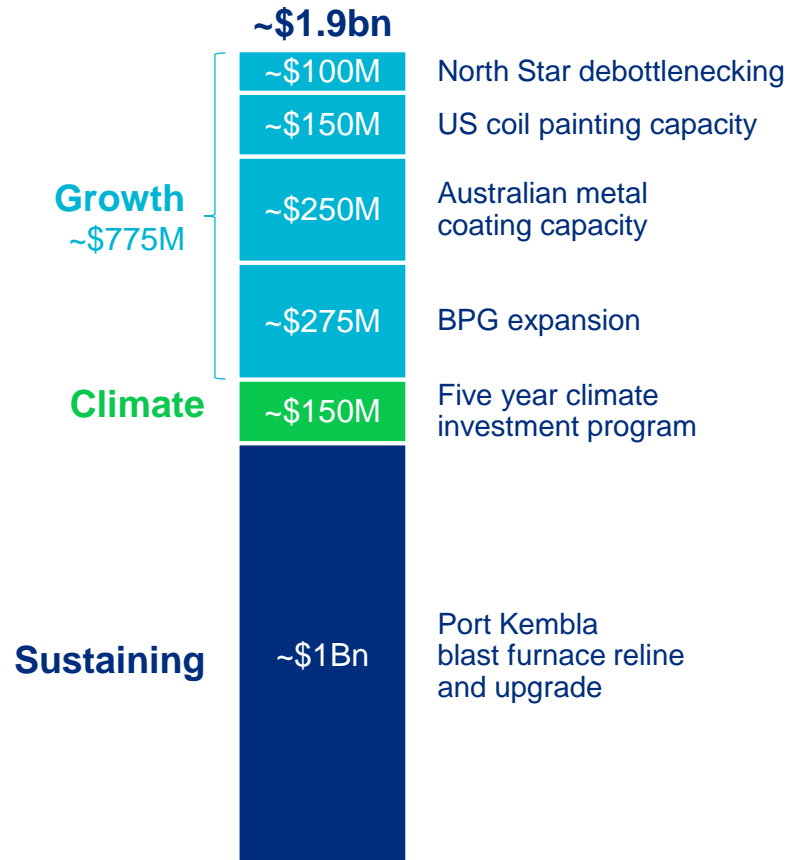 ~$1.9bn
~$100M
North Star debottlenecking
~$150M
US coil painting capacity
Growth
~$775M
~$250M
Australian metal
coating capacity
~$275M
BPG expansion
Climate
~$150M
Five year climate
investment program
Sustaining
~$1Bn
Port Kembla
blast furnace reline
and upgrade